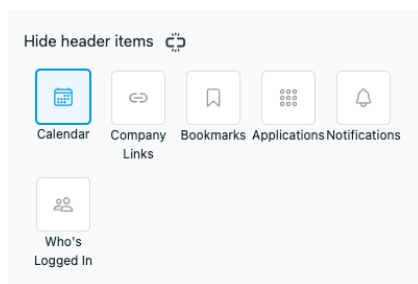 Hide header items
Calendar Company Bookmarks Applications Notifications
Links
Who's
Logged In